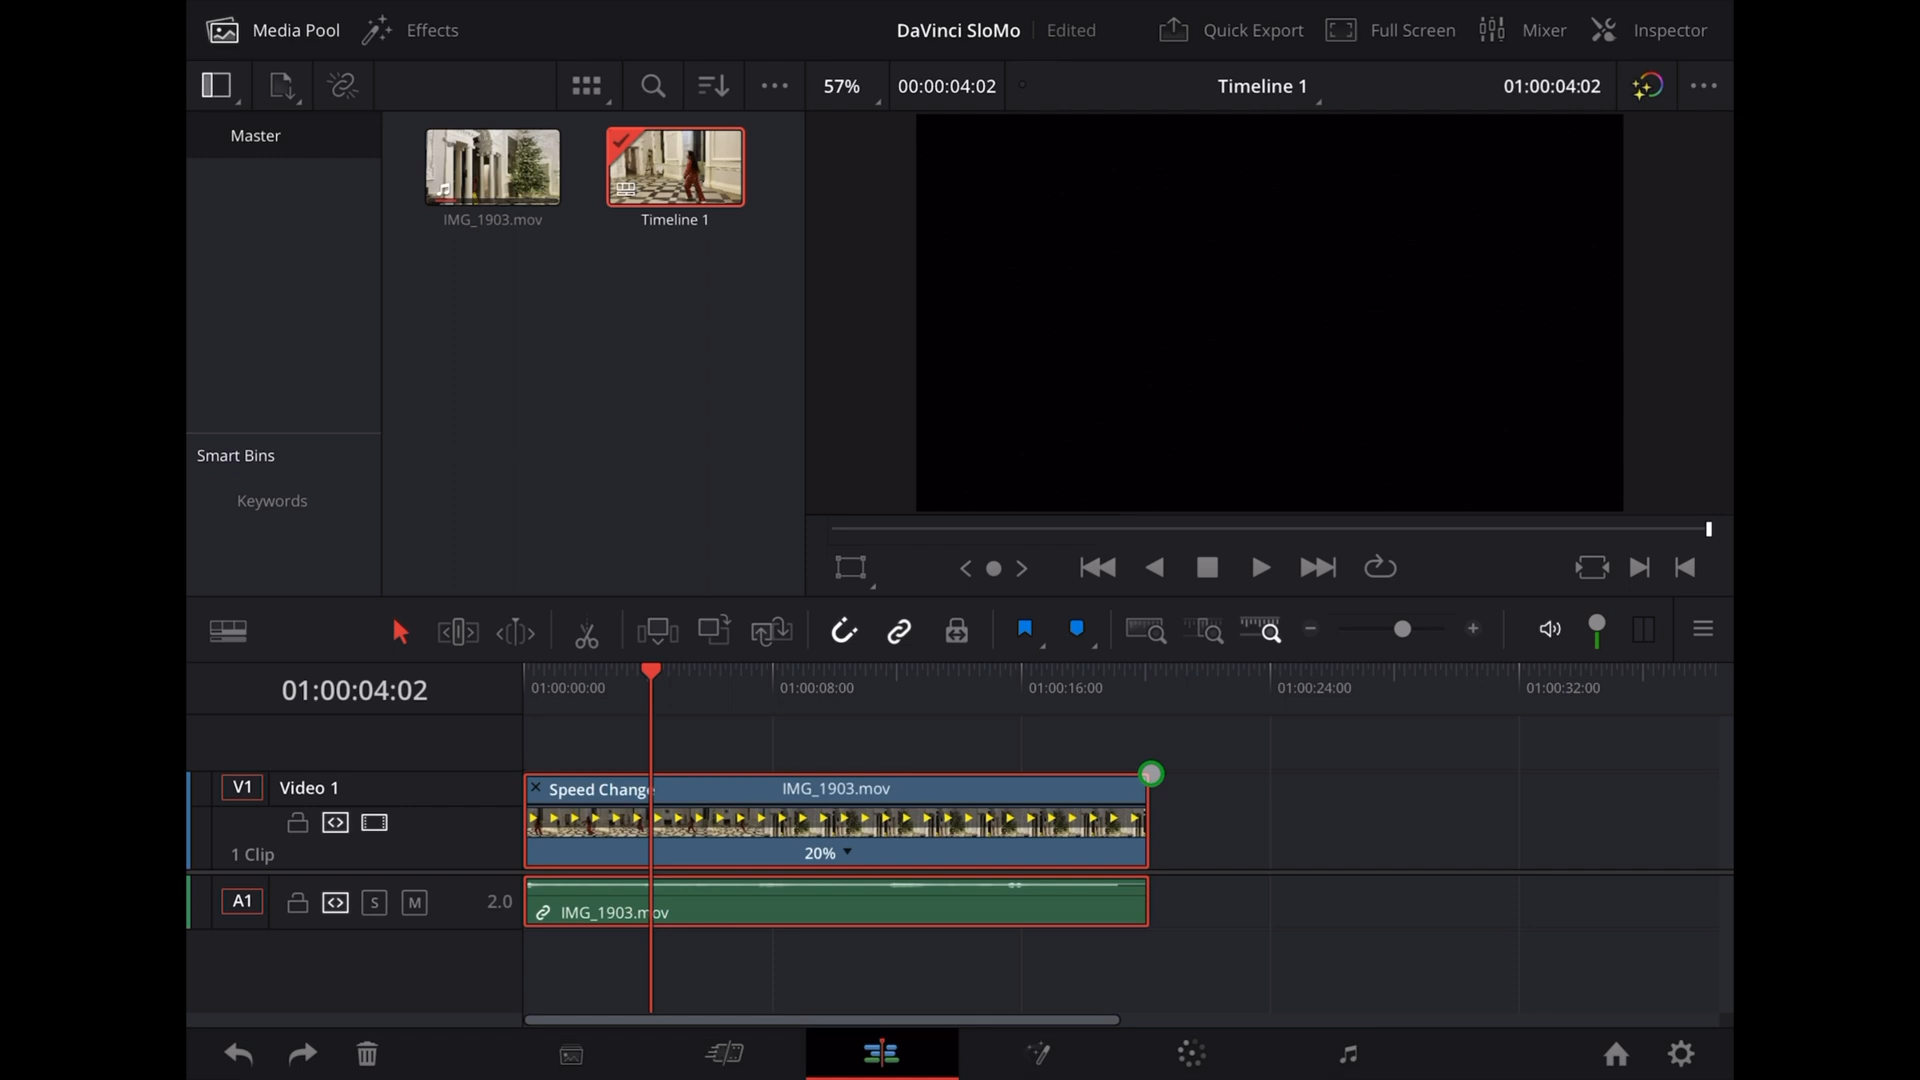 Media Pool Effects DaVinci SloMo Edited Quick Export Full Screen Mixer Inspector
57% 00:00:04:02 Timeline 1 01:00:04:02
Master
IMG_1903.mov Timeline 1
Smart Bins
Keywords
01:00:04:02 01:00:00:00 01:00:08:00 01:00:16:00 01:00:24:00 01:00:32:00
V1 Video 1 Speed Change IMG_1903.mov
1 Clip 20%
A1 S M 2.0
IMG_1903.mov